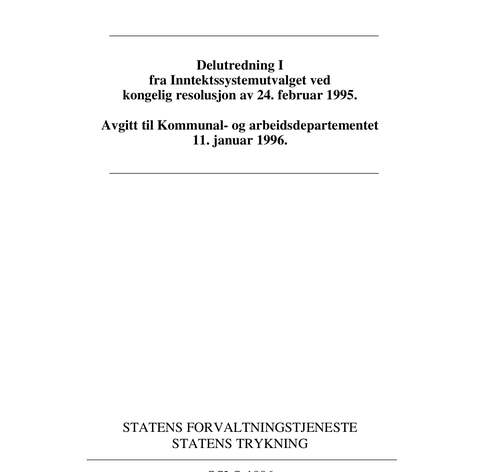 Delutredning I
fra Inntektssystemutvalget ved
kongelig resolusjon av 24. februar 1995.
Avgitt til Kommunal- og arbeidsdepartementet
11. januar 1996.
STATENS FORVALTNINGSTJENESTE
STATENS TRYKNING